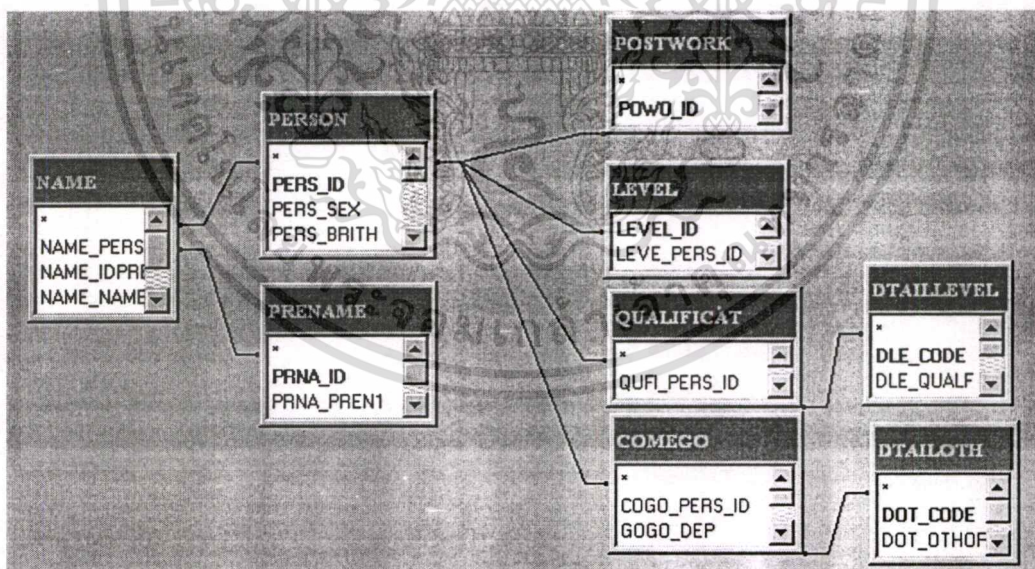 NAME
*
NAME_PERS
NAME_IDPR
NAME_NAME
PERSON
*
PERS_ID
PERS_SEX
PERS_BRITH
PRENAME
*
PRNA_ID
PRNA_PREN1
POSTWORK
*
POWO_ID
LEVEL
LEVEL_ID
LEVE_PERS_ID
QUALIFICAT
*
QUFI_PERS_ID
COMEGO
*
COGO_PERS_ID
GOGO_DEP
DTAILLEVEL
*
DLE_CODE
DLE_QUALF
DTAILOTH
*
DOT_CODE
DOT_OTHOF